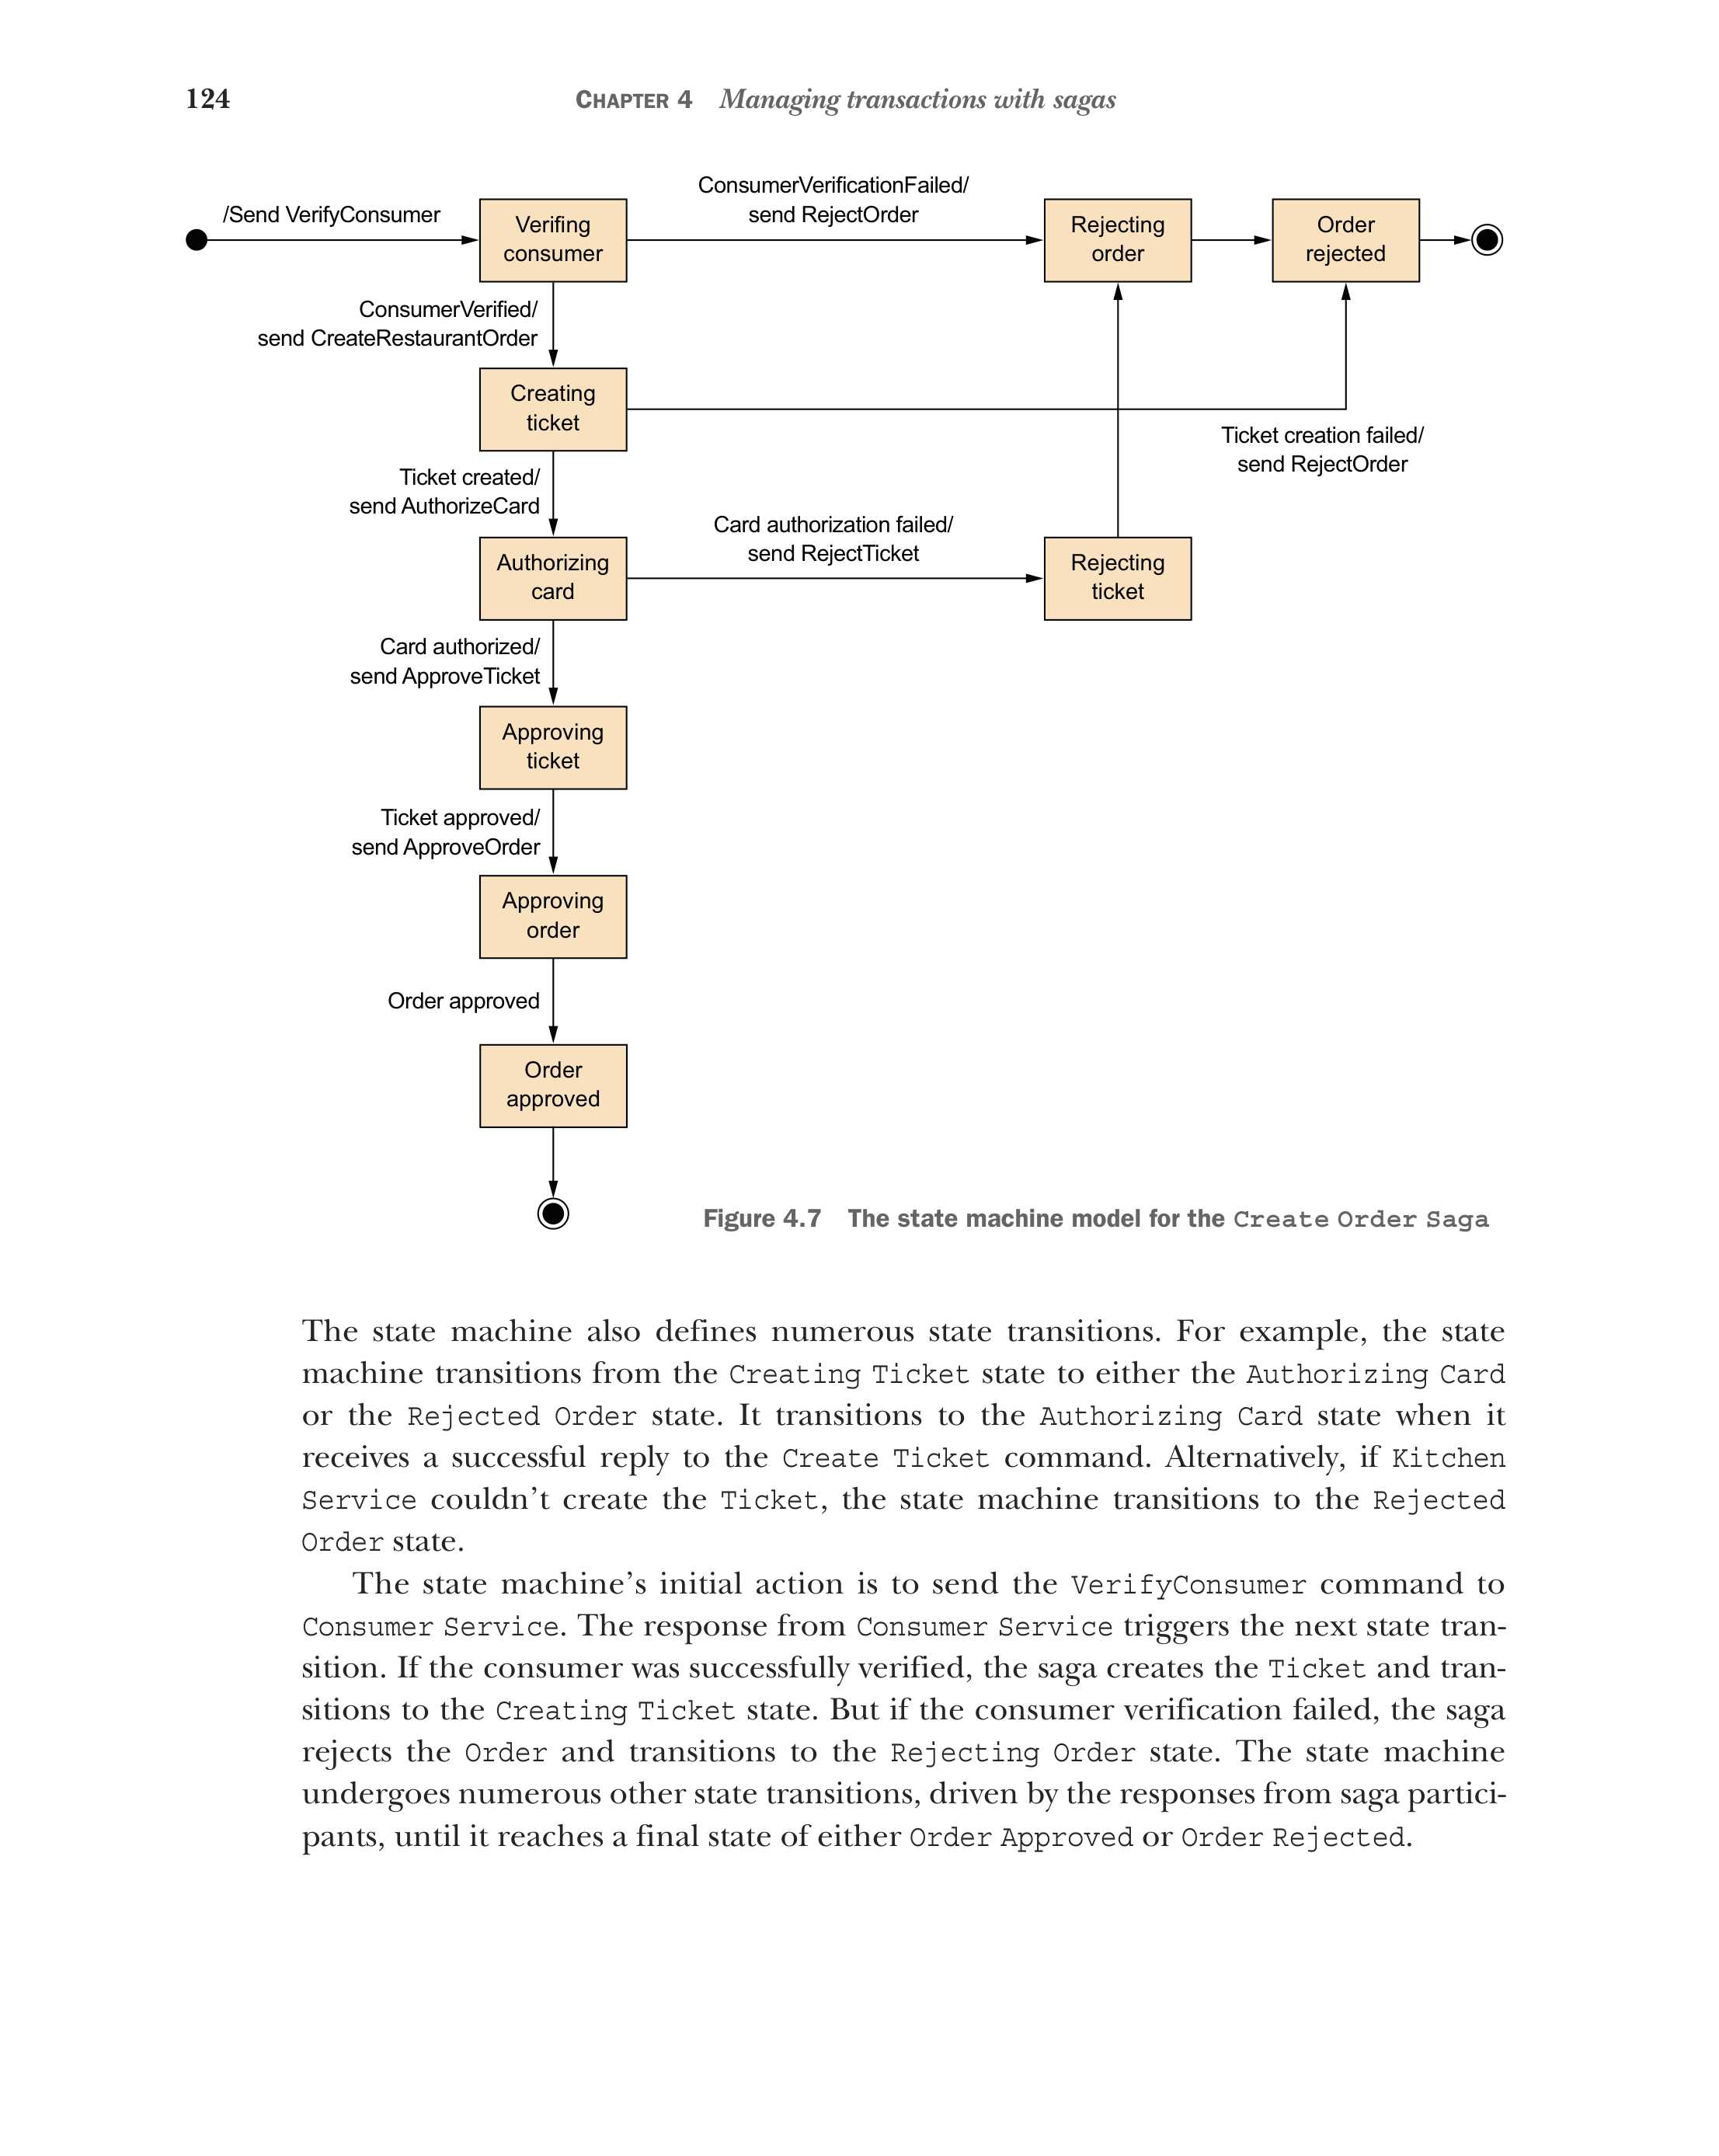 124 CHAPTER 4 Managing transactions with sagas
/Send VerifyConsumer
Verifing
consumer
ConsumerVerificationFailed/
send RejectOrder
Rejecting
order
Order
rejected
ConsumerVerified/
send CreateRestaurantOrder
Creating
ticket
Ticket creation failed/
send RejectOrder
Ticket created/
send AuthorizeCard
Authorizing
card
Card authorization failed/
send RejectTicket
Rejecting
ticket
Card authorized/
send ApproveTicket
Approving
ticket
Ticket approved/
send ApproveOrder
Approving
order
Order approved
Order
approved
Figure 4.7 The state machine model for the Create Order Saga
The state machine also defines numerous state transitions. For example, the state
machine transitions from the Creating Ticket state to either the Authorizing Card
or the Rejected Order state. It transitions to the Authorizing Card state when it
receives a successful reply to the Create Ticket command. Alternatively, if Kitchen
Service couldn’t create the Ticket, the state machine transitions to the Rejected
Order state.
The state machine’s initial action is to send the VerifyConsumer command to
Consumer Service. The response from Consumer Service triggers the next state tran-
sition. If the consumer was successfully verified, the saga creates the Ticket and tran-
sitions to the Creating Ticket state. But if the consumer verification failed, the saga
rejects the Order and transitions to the Rejecting Order state. The state machine
undergoes numerous other state transitions, driven by the responses from saga partici-
pants, until it reaches a final state of either Order Approved or Order Rejected.